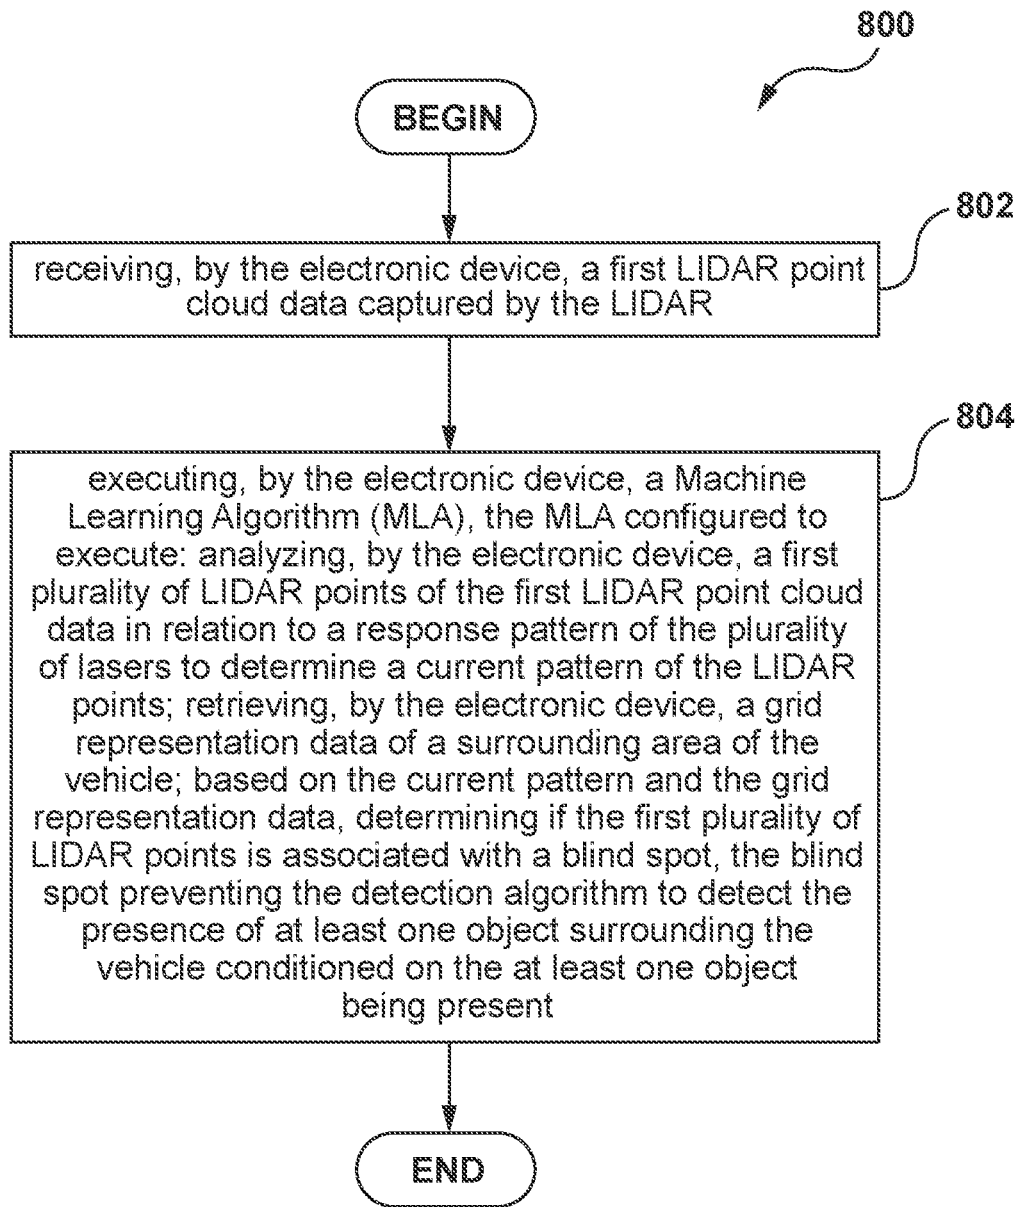 800
BEGIN
802
receiving, by the electronic device, a first LIDAR point
cloud data captured by the LIDAR
804
executing, by the electronic device, a Machine
Learning Algorithm (MLA), the MLA configured to
execute: analyzing, by the electronic device, a first
plurality of LIDAR points of the first LIDAR point cloud
data in relation to a response pattern of the plurality
of lasers to determine a current pattern of the LIDAR
points; retrieving, by the electronic device, a grid
representation data of a surrounding area of the
vehicle; based on the current pattern and the grid
representation data, determining if the first plurality of
LIDAR points is associated with a blind spot, the blind
spot preventing the detection algorithm to detect the
presence of at least one object surrounding the
vehicle conditioned on the at least one object
being present
END